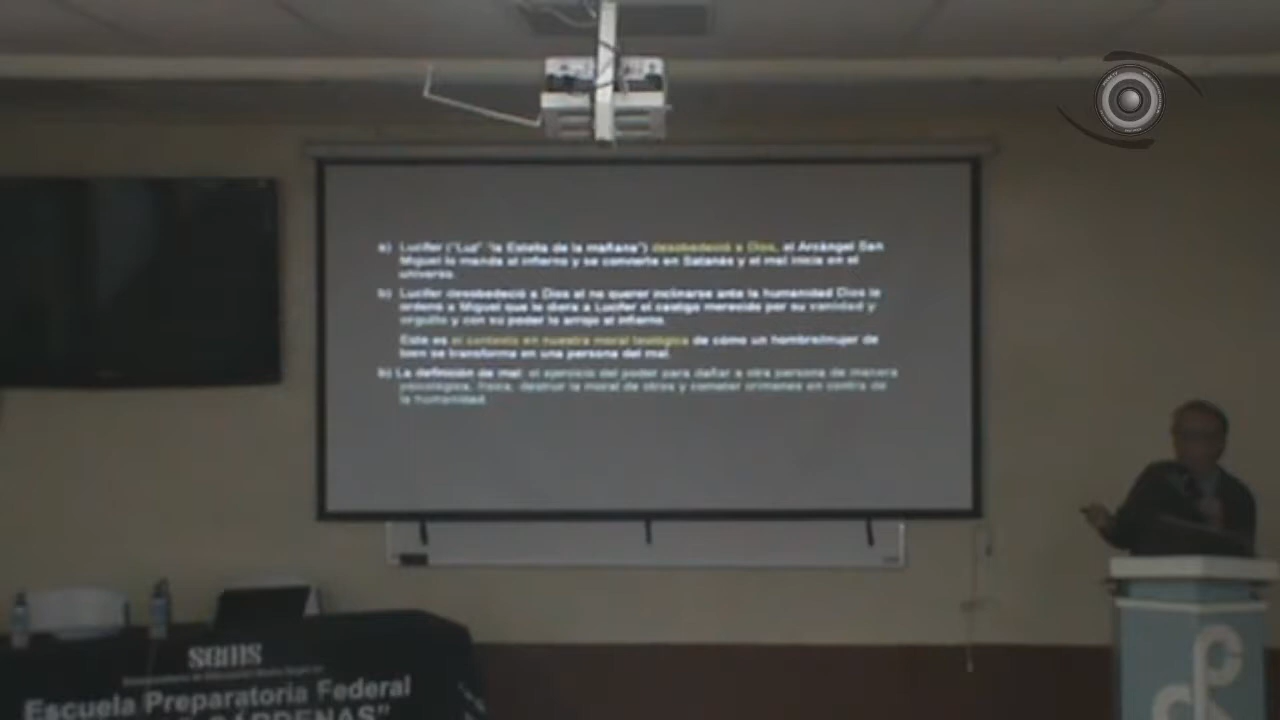 a) Lucifer ("Luz" "la Estella de la mañana") desobedeció a Dios, el Arcángel San
Miguel lo manda al infierno y se convierte en Satanás y el mal inicia en el
universo.
b) Lucifer desobedeció a Dios al no querer inclinarse ante la humanidad Dios le
ordenó a Miguel que le diera a Lucifer el castigo merecido por su vanidad y
orgullo y con su poder lo arrojo al infierno.
Este es el contexto en nuestra moral teológica de cómo un hombre/mujer de
bien se transforma en una persona del mal.
b) La definición de mal: el ejercicio del poder para dañar a otra persona de manera
psicológica, física, destruir la moral de otros y cometer crímenes en contra de
la humanidad.
sems
Escuela Preparatoria Federal
CÁRDENAS"